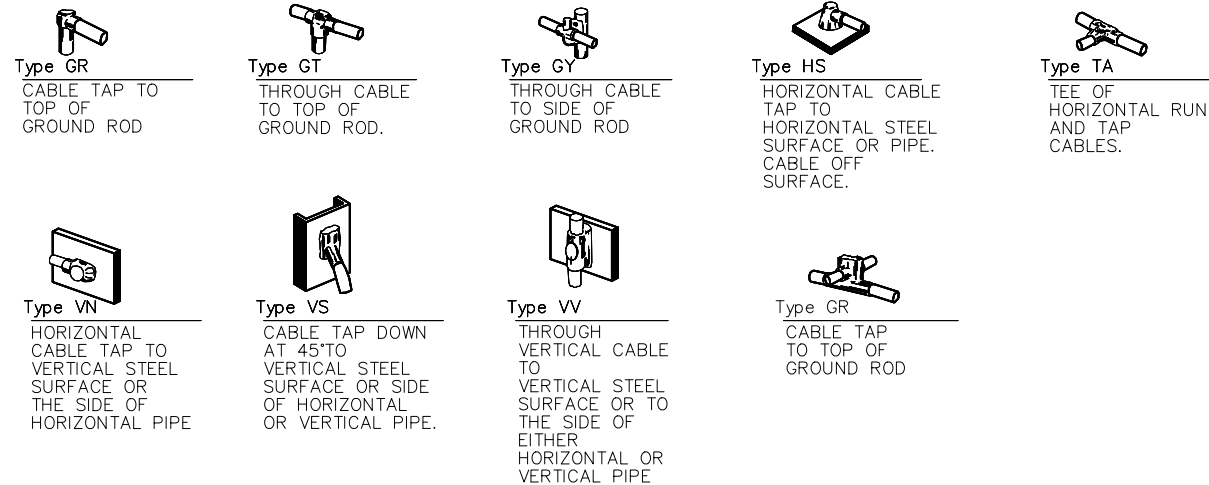 Type GR
CABLE TAP TO
TOP OF
GROUND ROD
Type GT
THROUGH CABLE
TO TOP OF
GROUND ROD.
Type GY
THROUGH CABLE
TO SIDE OF
GROUND ROD
Type HS
HORIZONTAL CABLE
TAP TO
HORIZONTAL STEEL
SURFACE OR PIPE.
CABLE OFF
SURFACE.
Type TA
TEE OF
HORIZONTAL RUN
AND TAP
CABLES.
Type VN
HORIZONTAL
CABLE TAP TO
VERTICAL STEEL
SURFACE OR
THE SIDE OF
HORIZONTAL PIPE
Type VS
CABLE TAP DOWN
AT 45°TO
VERTICAL STEEL
SURFACE OR SIDE
OF HORIZONTAL
OR VERTICAL PIPE.
Type VV
THROUGH
VERTICAL CABLE
TO
VERTICAL STEEL
SURFACE OR TO
THE SIDE OF
EITHER
HORIZONTAL OR
VERTICAL PIPE
Type GR
CABLE TAP
TO TOP OF
GROUND ROD